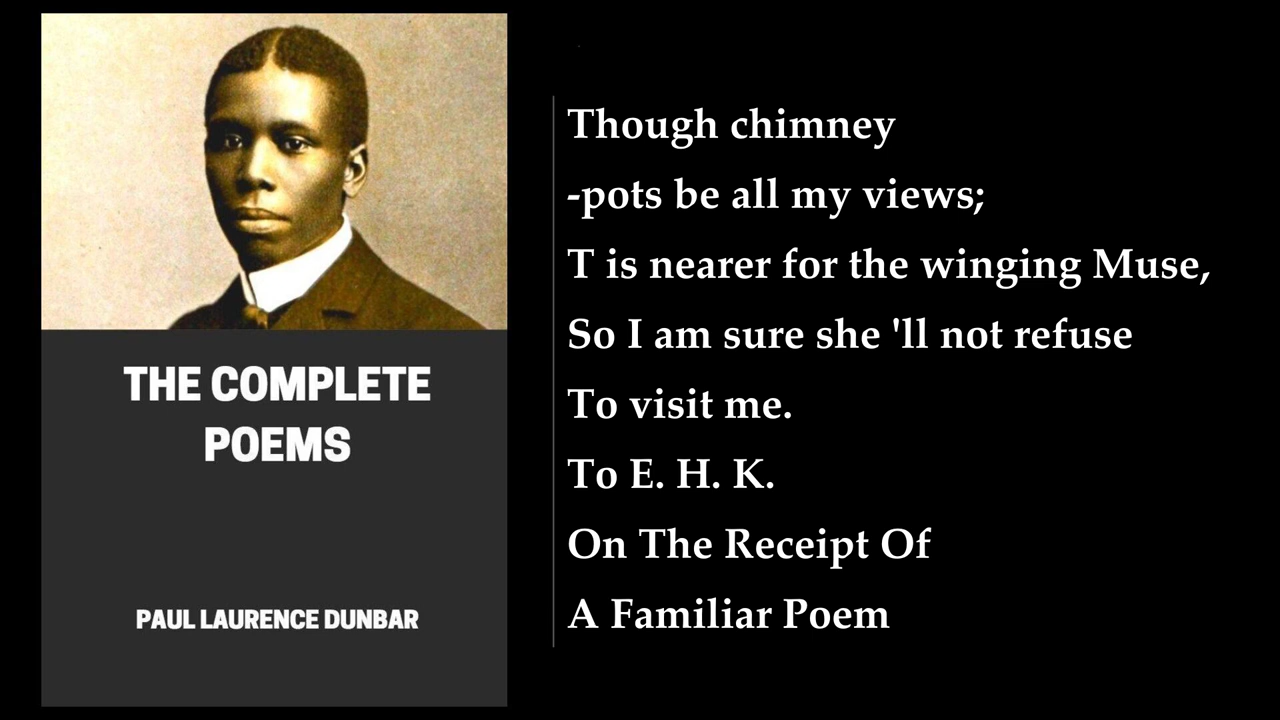 THE COMPLETE
POEMS
PAUL LAURENCE DUNBAR
Though chimney
-pots be all my views;
T is nearer for the winging Muse,
So I am sure she 'll not refuse
To visit me.
To E. H. K.
On The Receipt Of
A Familiar Poem